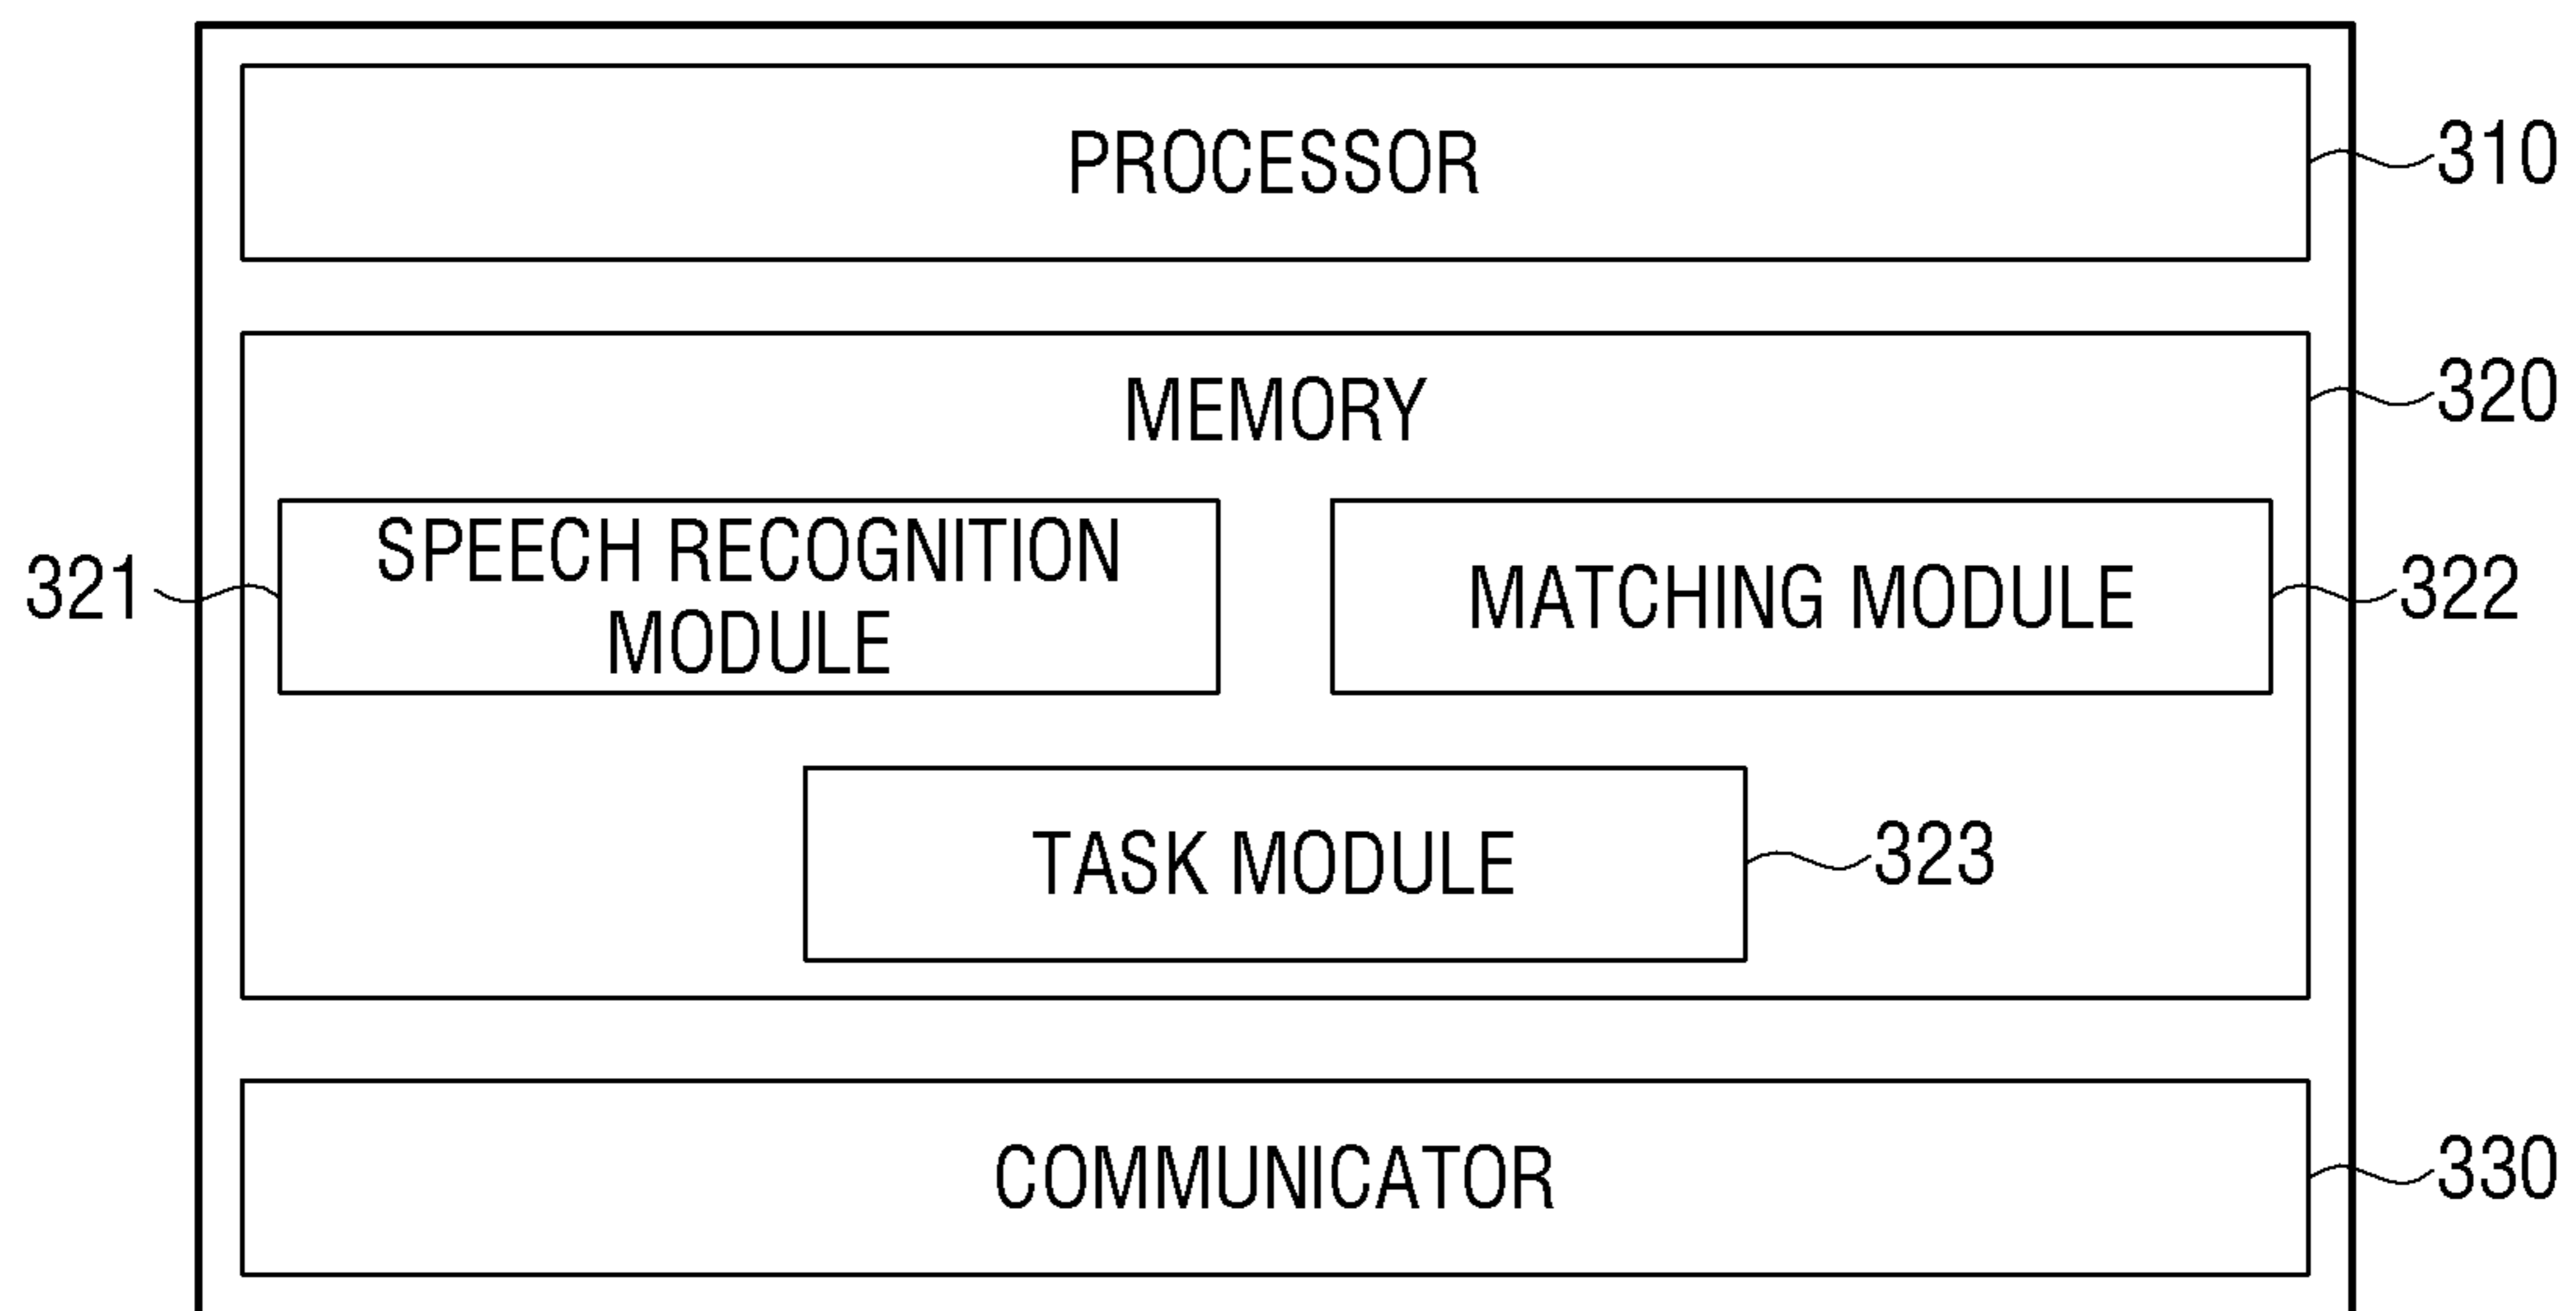 PROCESSOR
310
MEMORY
320
SPEECH RECOGNITION
MODULE
321
MATCHING MODULE
322
TASK MODULE
323
COMMUNICATOR
330